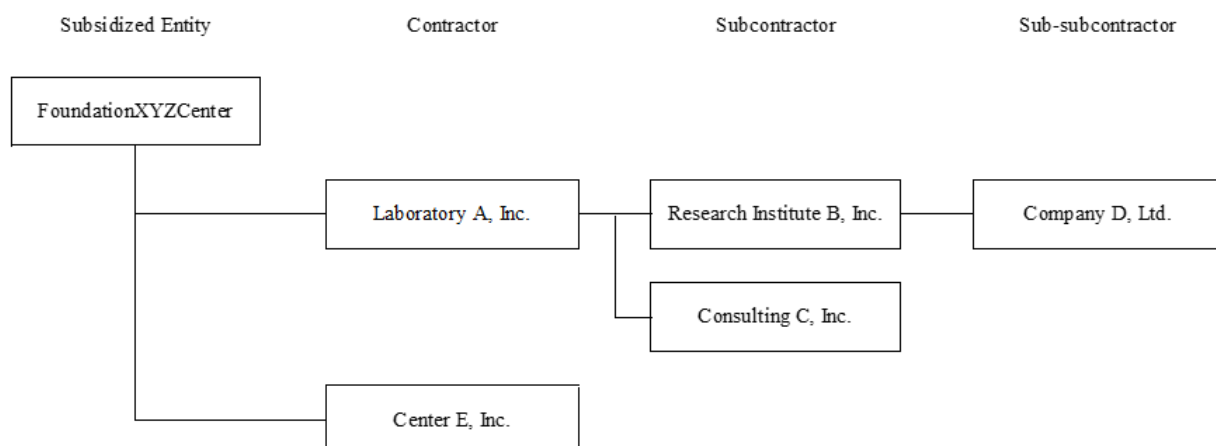 Subsidized Entity
Contractor
Subcontractor
Sub-subcontractor
FoundationXYZCenter
Laboratory A, Inc.
Research Institute B, Inc.
Company D, Ltd.
Consulting C, Inc.
Center E, Inc.